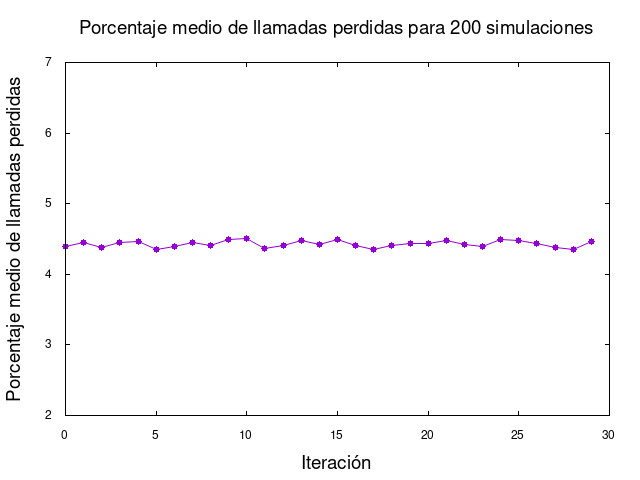 Porcentaje medio de llamadas perdidas para 200 simulaciones
Porcentaje medio de llamadas perdidas
7
6
5
4
3
2
0 5 10 15 20 25 30
Iteración